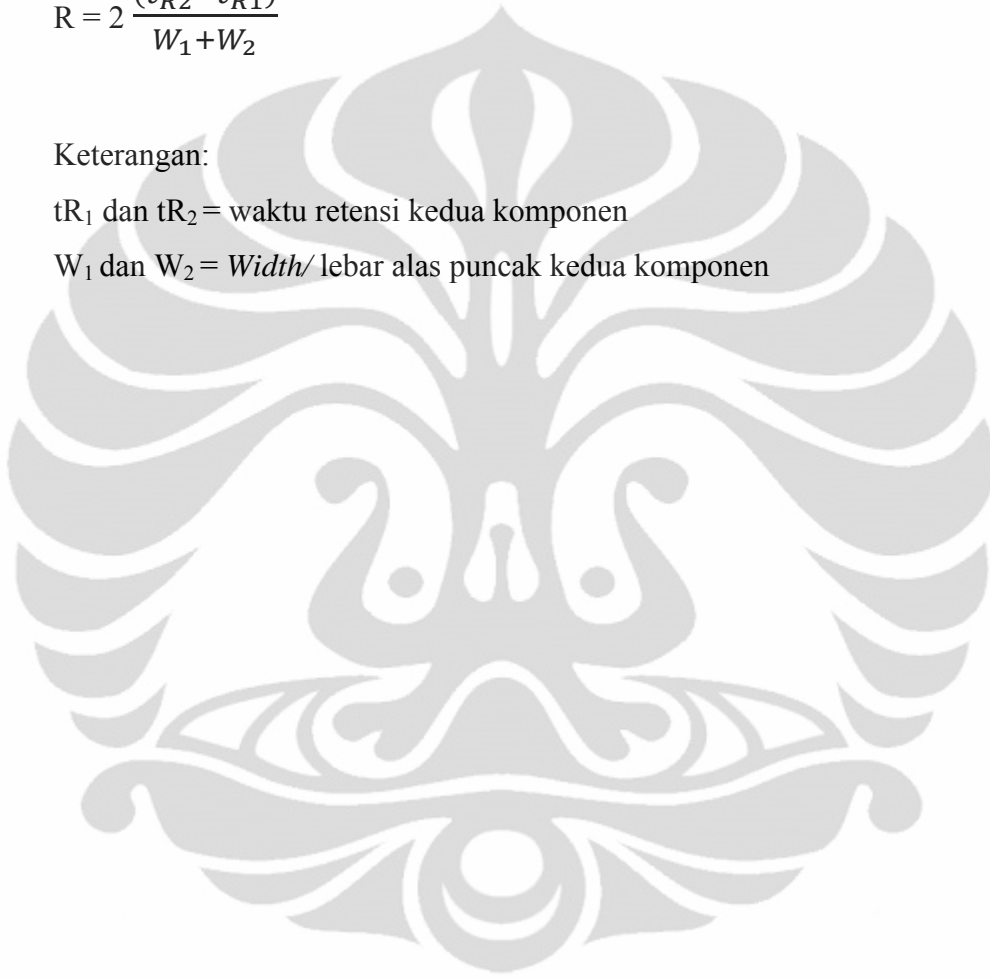 R = 2 (tR2 - tR1) / W₁+W₂
Keterangan:
tR₁ dan tR₂ = waktu retensi kedua komponen
W₁ dan W₂ = Width/ lebar alas puncak kedua komponen